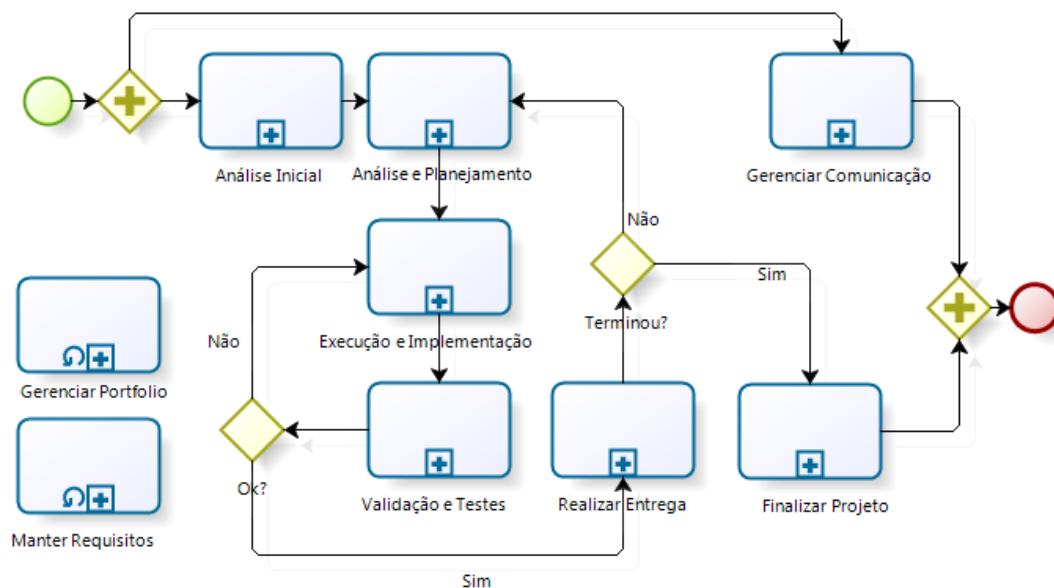 Análise Inicial
Análise e Planejamento
Gerenciar Comunicação
Não
Sim
Terminou?
Execução e Implementação
Não
Gerenciar Portfolio
Ok?
Validação e Testes
Realizar Entrega
Finalizar Projeto
Manter Requisitos
Sim